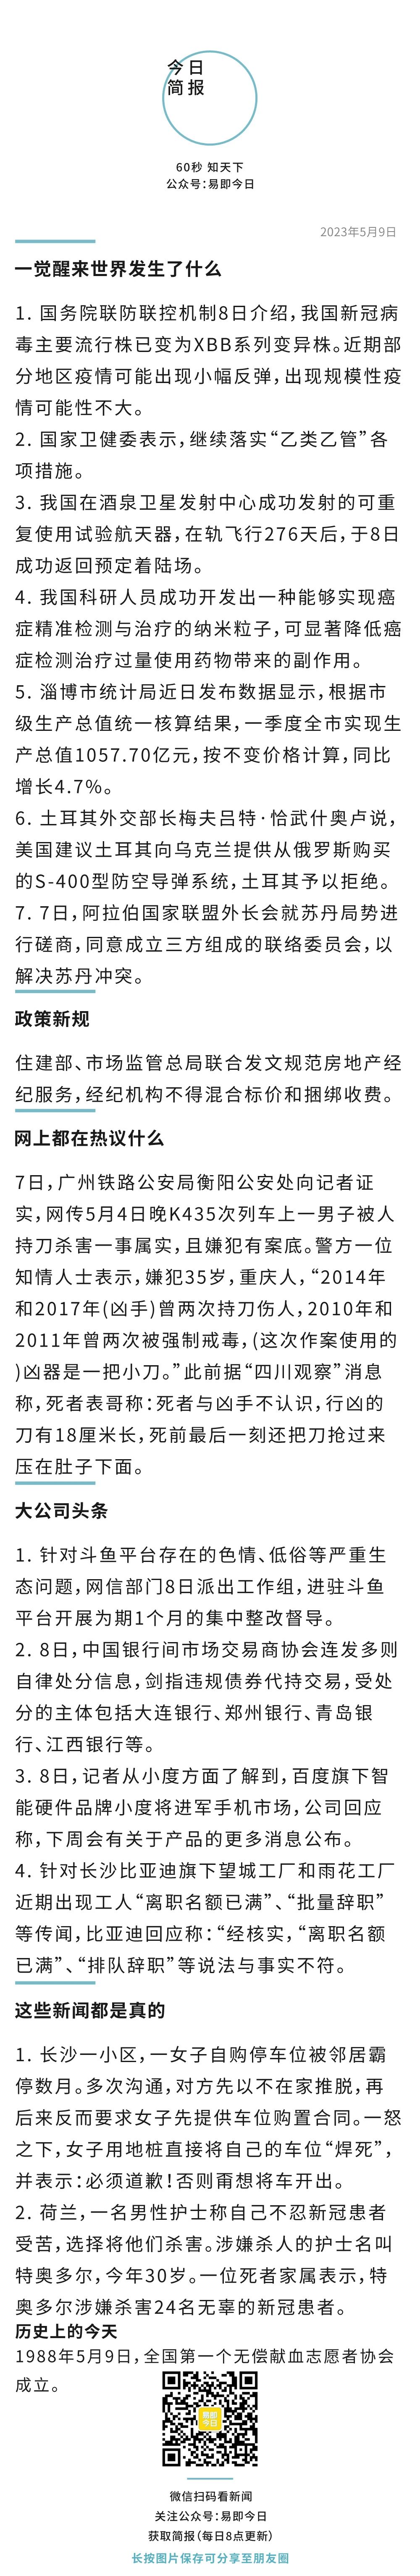 今日
简报
60秒 知天下
公众号：易即今日
2023年5月9日
一觉醒来世界发生了什么
1. 国务院联防联控机制8日介绍，我国新冠病
毒主要流行株已变为XBB系列变异株。近期部
分地区疫情可能出现小幅反弹，出现规模性疫
情可能性不大。
2. 国家卫健委表示，继续落实“乙类乙管”各
项措施。
3. 我国在酒泉卫星发射中心成功发射的可重
复使用试验航天器，在轨飞行276天后，于8日
成功返回预定着陆场。
4. 我国科研人员成功开发出一种能够实现癌
症精准检测与治疗的纳米粒子，可显著降低癌
症检测治疗过量使用药物带来的副作用。
5. 淄博市统计局近日发布数据显示，根据市
级生产总值统一核算结果，一季度全市实现生
产总值1057.70亿元，按不变价格计算，同比
增长4.7%。
6. 土耳其外交部长梅夫吕特·恰武什奥卢说，
美国建议土耳其向乌克兰提供从俄罗斯购买
的S-400型防空导弹系统，土耳其予以拒绝。
7. 7日，阿拉伯国家联盟外长会就苏丹局势进
行磋商，同意成立三方组成的联络委员会，以
解决苏丹冲突。
政策新规
住建部、市场监管总局联合发文规范房地产经
纪服务，经纪机构不得混合标价和捆绑收费。
网上都在热议什么
7日，广州铁路公安局衡阳公安处向记者证
实，网传5月4日晚K435次列车上一男子被人
持刀杀害一事属实，且嫌犯有案底。警方一位
知情人士表示，嫌犯35岁，重庆人，“2014年
和2017年(凶手)曾两次持刀伤人，2010年和
2011年曾两次被强制戒毒，(这次作案使用的
)凶器是一把小刀。”此前据“四川观察”消息
称，死者表哥称：死者与凶手不认识，行凶的
刀有18厘米长，死前最后一刻还把刀抢过来
压在肚子下面。
大公司头条
1. 针对斗鱼平台存在的色情、低俗等严重生
态问题，网信部门8日派出工作组，进驻斗鱼
平台开展为期1个月的集中整改督导。
2. 8日，中国银行间市场交易商协会连发多则
自律处分信息，剑指违规债券代持交易，受处
分的主体包括大连银行、郑州银行、青岛银
行、江西银行等。
3. 8日，记者从小度方面了解到，百度旗下智
能硬件品牌小度将进军手机市场，公司回应
称，下周会有关于产品的更多消息公布。
4. 针对长沙比亚迪旗下望城工厂和雨花工厂
近期出现工人“离职名额已满”、“批量辞职”
等传闻，比亚迪回应称：“经核实，“离职名额
已满”、“排队辞职”等说法与事实不符。
这些新闻都是真的
1. 长沙一小区，一女子自购停车位被邻居霸
停数月。多次沟通，对方先以不在家推脱，再
后来反而要求女子先提供车位购置合同。一怒
之下，女子用地桩直接将自己的车位“焊死”，
并表示：必须道歉！否则甭想将车开出。
2. 荷兰，一名男性护士称自己不忍新冠患者
受苦，选择将他们杀害。涉嫌杀人的护士名叫
特奥多尔，今年30岁。一位死者家属表示，特
奥多尔涉嫌杀害24名无辜的新冠患者。
历史上的今天
1988年5月9日，全国第一个无偿献血志愿者协会
成立。
易即
今日
微信扫码看新闻
关注公众号：易即今日
获取简报（每日8点更新）
长按图片保存可分享至朋友圈